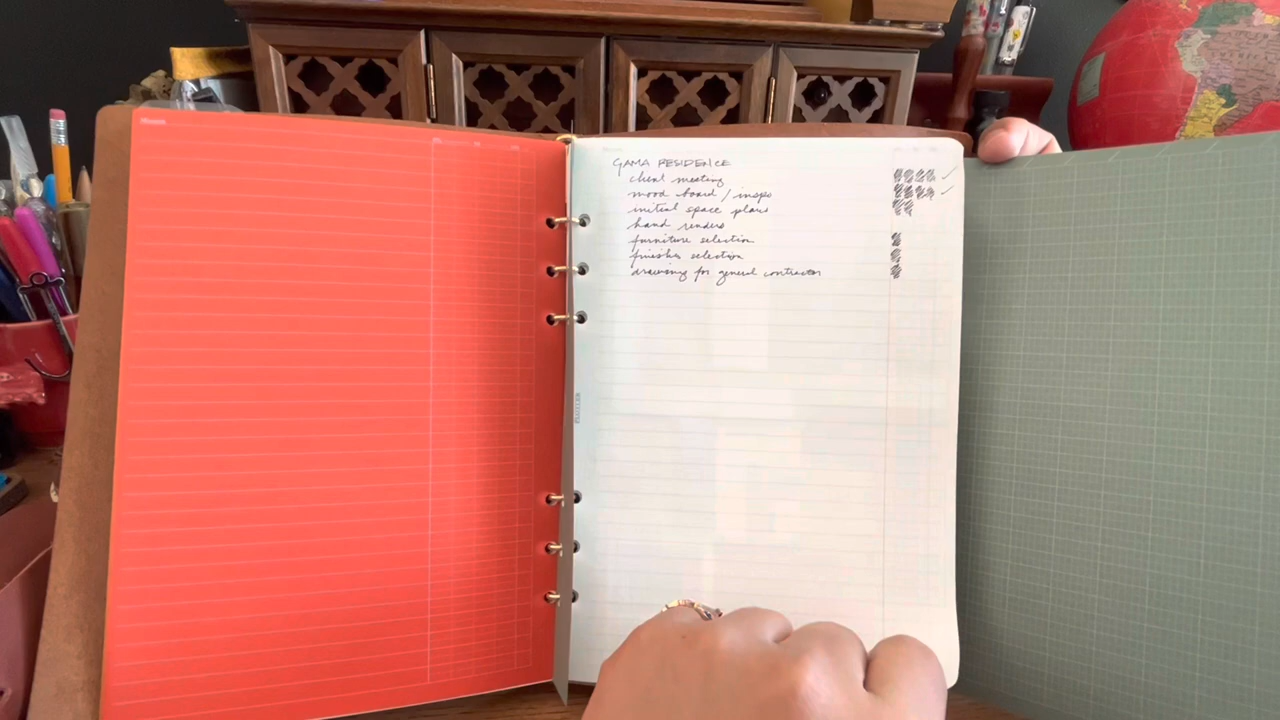 GAMA RESIDENCE
client meeting
mood board / inspo
initial space plans
hand renders
furniture selection
finishes selection
drawings for general contractor